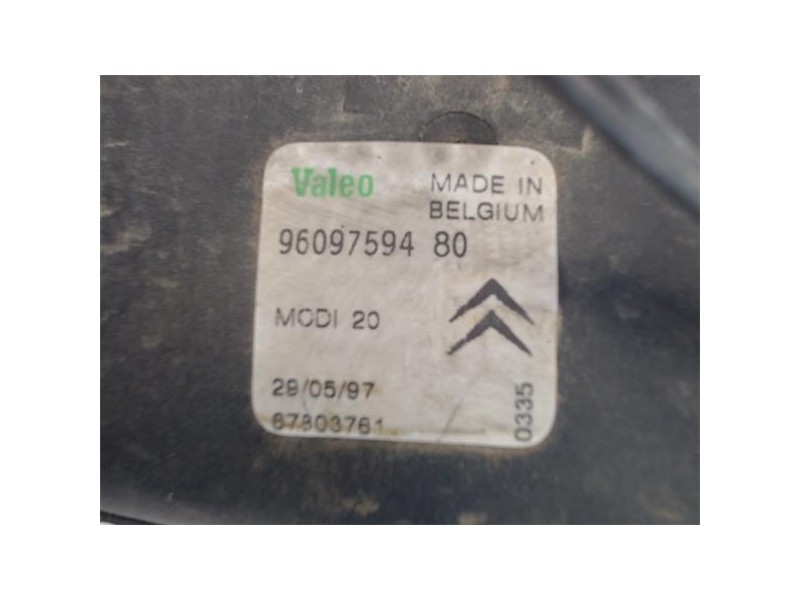 Valeo
MADE IN
BELGIUM
96097594 80
MODI 20
29/05/97
67803761
0335